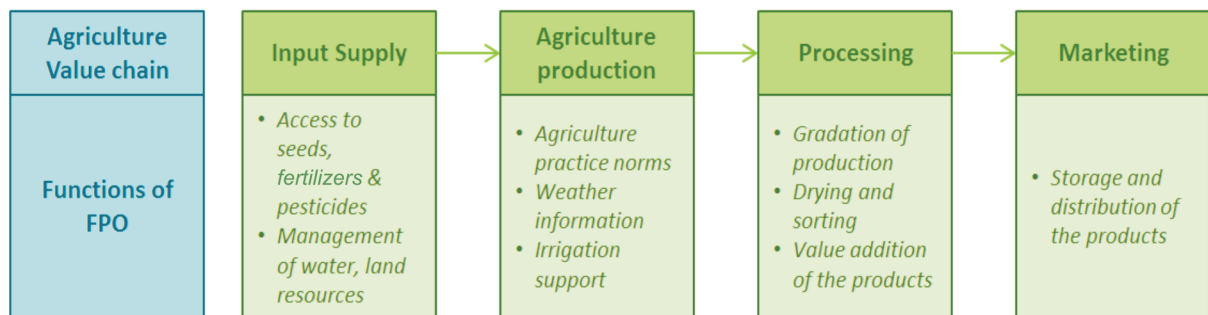 Agriculture
Value chain
Input Supply
Agriculture
production
Processing
Marketing
Functions of
FPO
• Access to
seeds,
fertilizers &
pesticides
• Management
of water, land
resources
• Agriculture
practice norms
• Weather
information
• Irrigation
support
• Gradation of
production
• Drying and
sorting
• Value addition
of the products
• Storage and
distribution of
the products